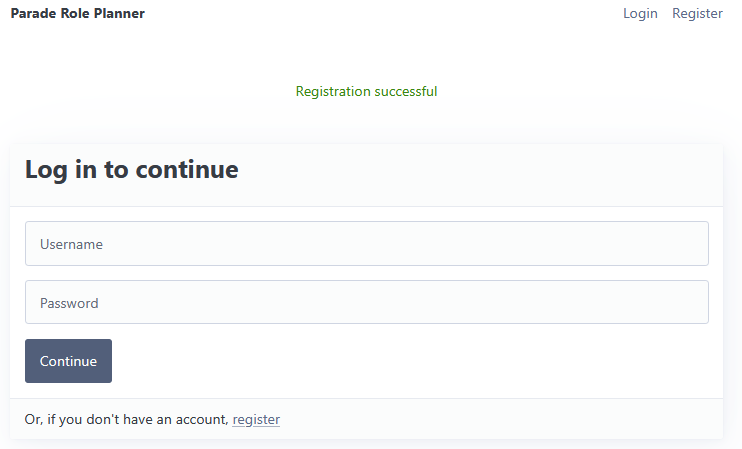 Parade Role Planner
Login Register
Registration successful
Log in to continue
Username
Password
Continue
Or, if you don't have an account, register